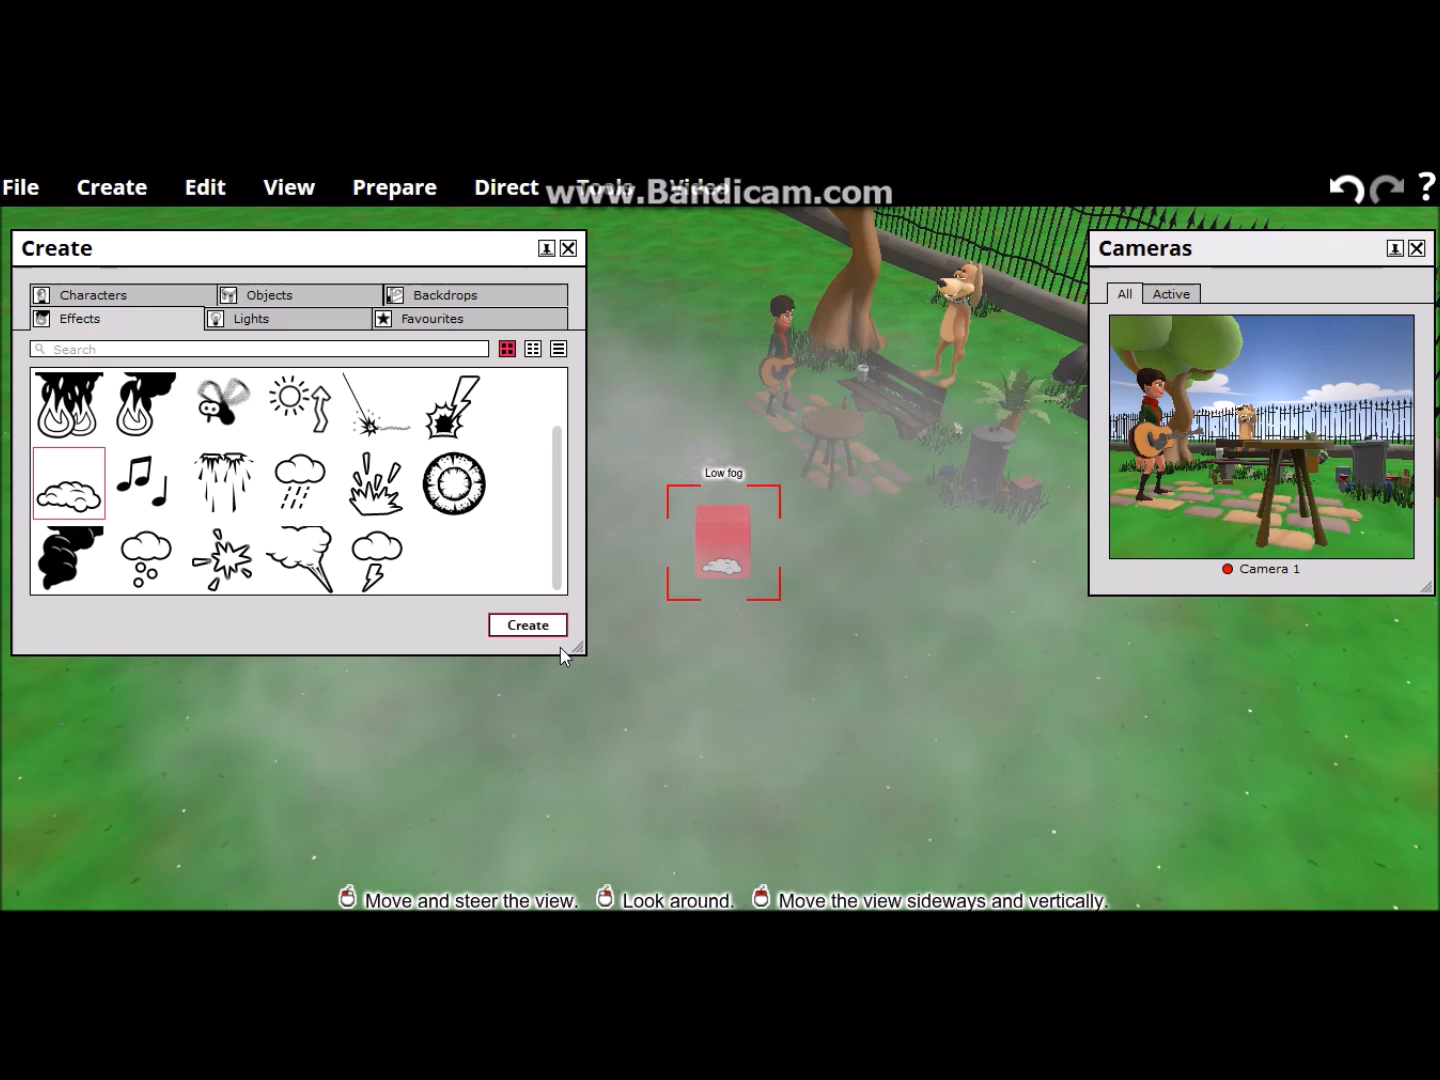 File Create Edit View Prepare Direct Tools Video ?
www.Bandicam.com
Create
Characters Objects Backdrops
Effects Lights Favourites
Search
Create
Low fog
Cameras
All Active
Camera 1
Move and steer the view. Look around. Move the view sideways and vertically.